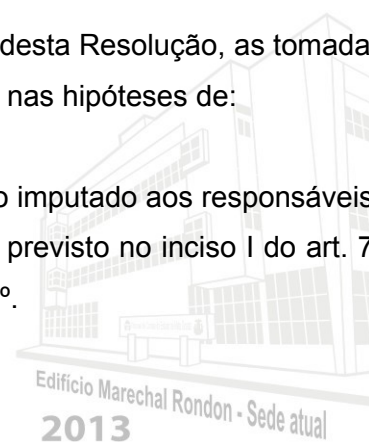 desta Resolução, as tomada
nas hipóteses de:
o imputado aos responsáveis
previsto no inciso I do art. 7
º.
Edifício Marechal Rondon - Sede atual
2013